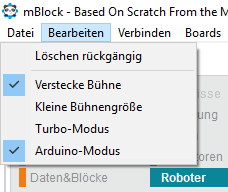 mBlock - Based On Scratch From the M
Datei Bearbeiten Verbinden Boards
Löschen rückgängig
Verstecke Bühne
Kleine Bühnengröße
Turbo-Modus
Arduino-Modus
Daten&Blöcke Roboter